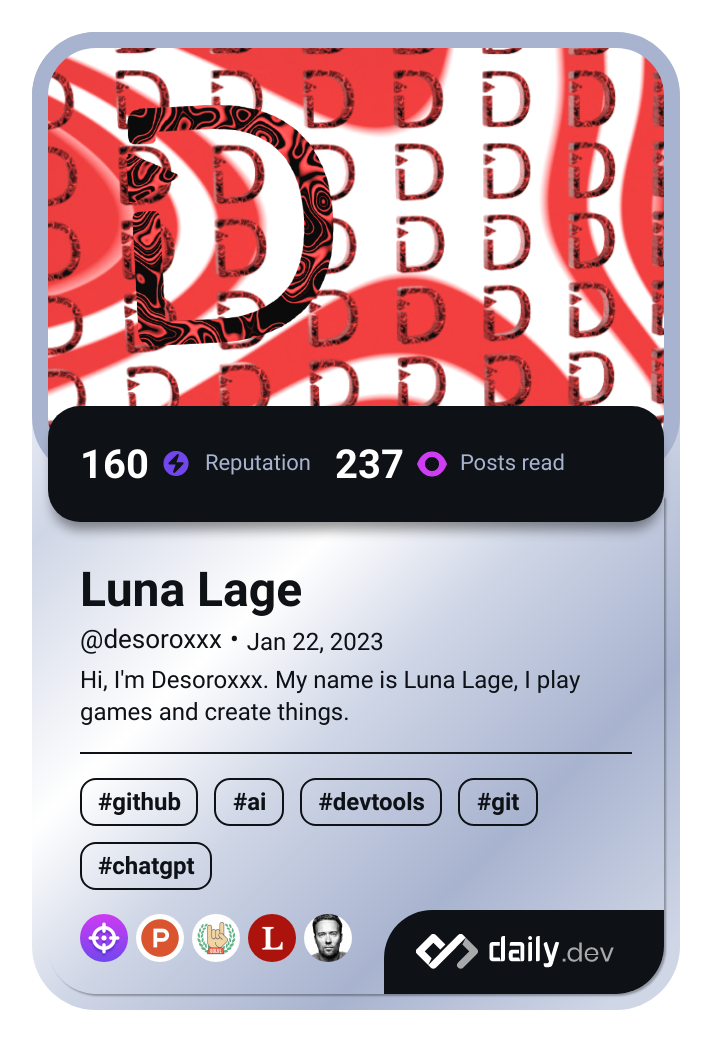 D
160 Reputation 237 Posts read
Luna Lage
@desoroxxx • Jan 22, 2023
Hi, I'm Desoroxxx. My name is Luna Lage, I play
games and create things.
#github #ai #devtools #git
#chatgpt
P L
daily.dev